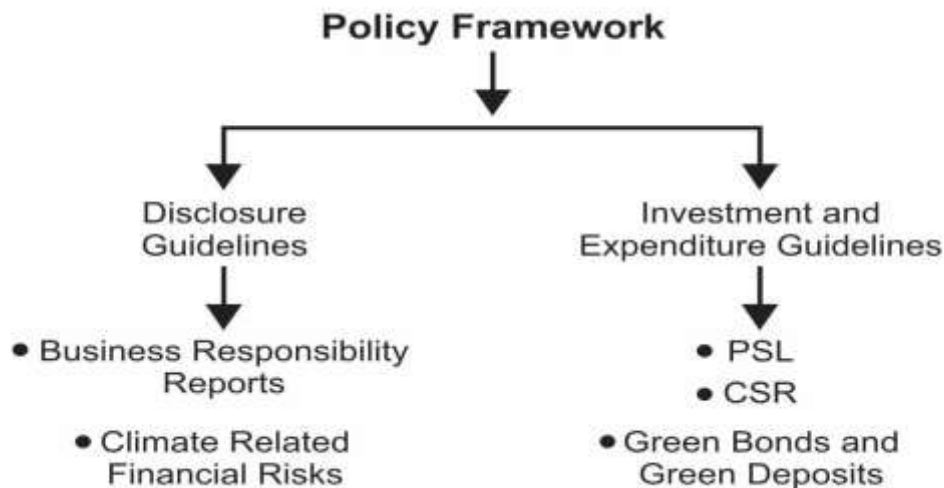 Policy Framework
Disclosure
Guidelines
Investment and
Expenditure Guidelines
• Business Responsibility
Reports
• Climate Related
Financial Risks
• PSL
• CSR
• Green Bonds and
Green Deposits